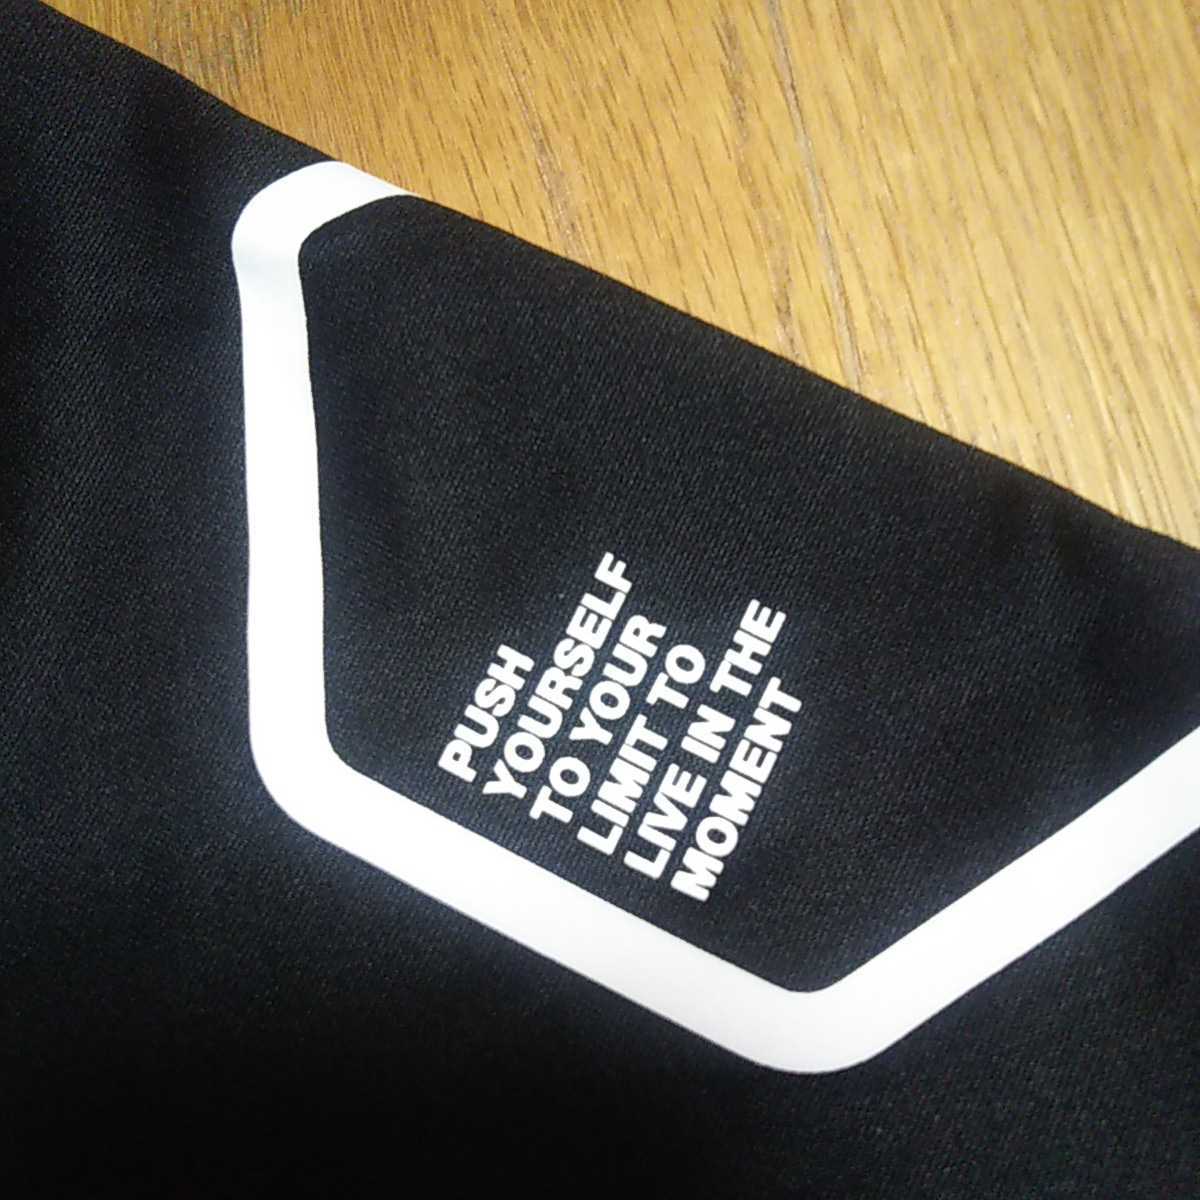 PUSH
YOURSELF
TO YOUR
LIMIT TO
LIVE IN THE
MOMENT